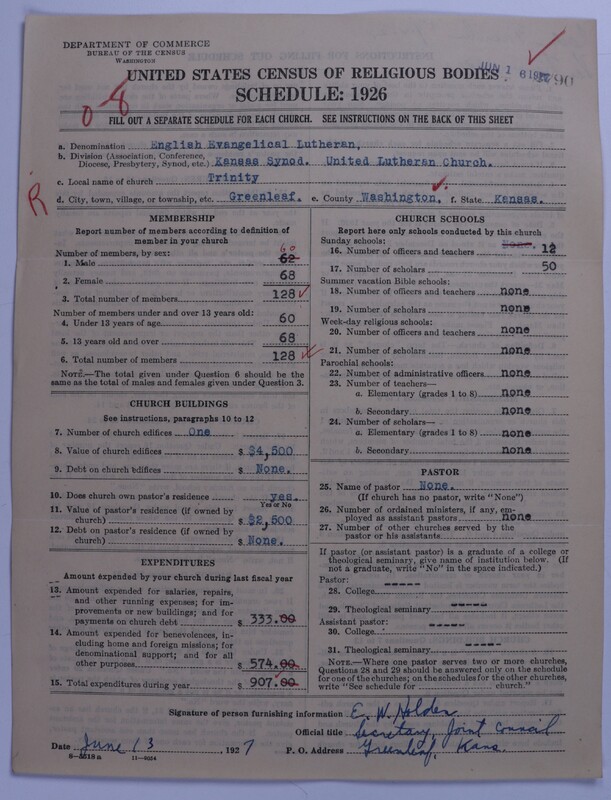 DEPARTMENT OF COMMERCE
BUREAU OF THE CENSUS
WASHINGTON
JUN 16 1927
UNITED STATES CENSUS OF RELIGIOUS BODIES
SCHEDULE: 1926
0-8
FILL OUT A SEPARATE SCHEDULE FOR EACH CHURCH. SEE INSTRUCTIONS ON THE BACK OF THIS SHEET
a. Denomination English Evangelical Lutheran,
b. Division (Association, Conference,
Diocese, Presbytery, Synod, etc.) Kansas Synod. United Lutheran Church.
c. Local name of church Trinity
R
d. City, town, village, or township, etc. Greenleaf. e. County Washington, f. State Kansas.
MEMBERSHIP
Report number of members according to definition of
member in your church
Number of members, by sex:
60
1. Male 62
2. Female 68
3. Total number of members 128
Number of members under and over 13 years old:
4. Under 13 years of age 60
5. 13 years old and over 68
6. Total number of members 128
NOTE.—The total given under Question 6 should be
the same as the total of males and females given under Question 3.
CHURCH BUILDINGS
See instructions, paragraphs 10 to 12
7. Number of church edifices One
8. Value of church edifices $ $4,500
9. Debt on church edifices $ None.
10. Does church own pastor's residence yes.
Yes or No
11. Value of pastor's residence (if owned by
church) $ $2,500
12. Debt on pastor's residence (if owned by
church) $ None.
EXPENDITURES
Amount expended by your church during last fiscal year
13. Amount expended for salaries, repairs,
and other running expenses; for im-
provements or new buildings; and for
payments on church debt $ 333.00
14. Amount expended for benevolences, in-
cluding home and foreign missions; for
denominational support; and for all
other purposes $ 574.00
15. Total expenditures during year $ 907.00
CHURCH SCHOOLS
Report here only schools conducted by this church
Sunday schools:
16. Number of officers and teachers None. 12
17. Number of scholars 50
Summer vacation Bible schools:
18. Number of officers and teachers none
19. Number of scholars none
Week-day religious schools:
20. Number of officers and teachers none
21. Number of scholars none
Parochial schools:
22. Number of administrative officers none
23. Number of teachers—
a. Elementary (grades 1 to 8) none
b. Secondary none
24. Number of scholars—
a. Elementary (grades 1 to 8) none
b. Secondary none
PASTOR
25. Name of pastor None.
(If church has no pastor, write "None")
26. Number of ordained ministers, if any, em-
ployed as assistant pastors none
27. Number of other churches served by the
pastor or his assistants
If pastor (or assistant pastor) is a graduate of a college or
theological seminary, give name of institution below. (If
not a graduate, write "No" in the space indicated.)
Pastor:
28. College -----
29. Theological seminary -----
Assistant pastor:
30. College ----
31. Theological seminary -----
NOTE.—Where one pastor serves two or more churches,
Questions 28 and 29 should be answered only on the schedule
for one of the churches; on the schedules for the other churches,
write "See schedule for church."
Signature of person furnishing information E. W. Holden
Official title Secretary, Joint Council
Date June 13 1927 P. O. Address Greenleaf, Kans.
8-5218 a 11-9054